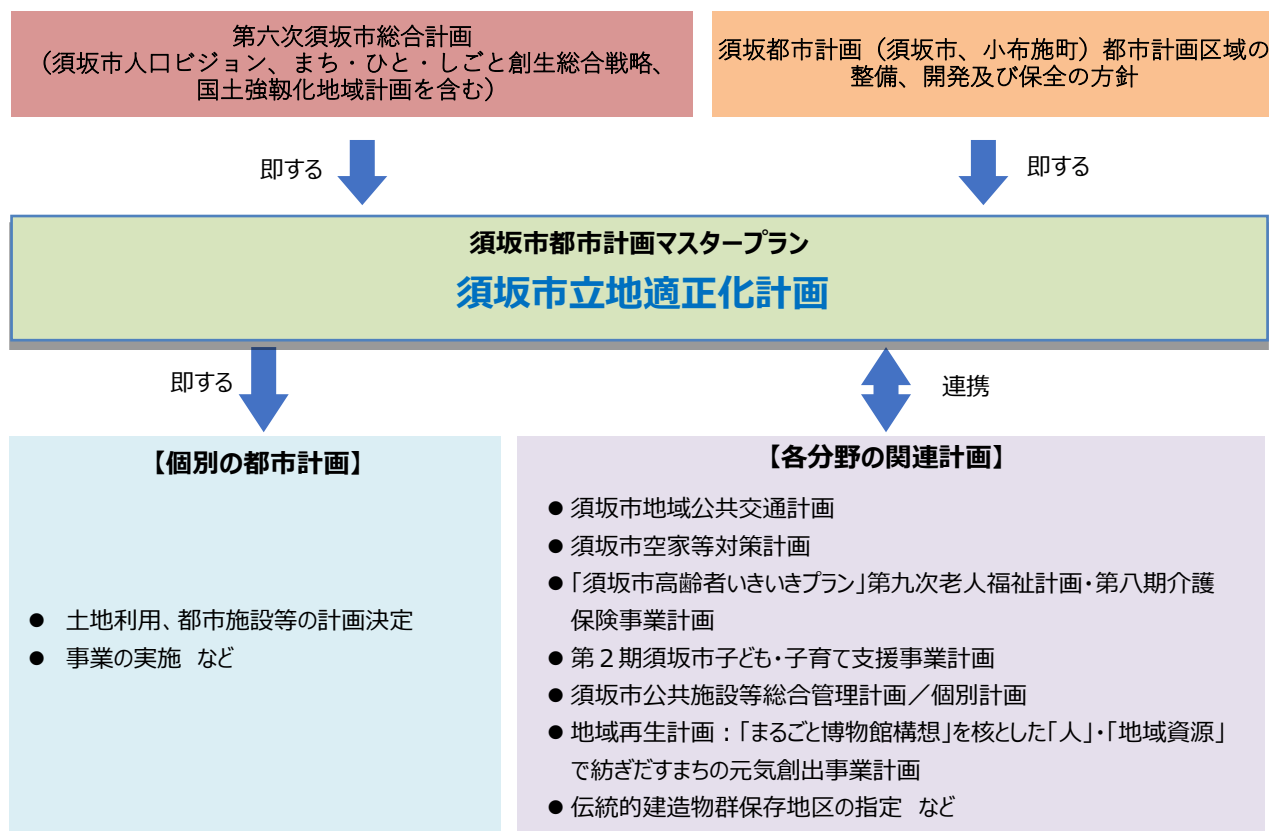 第六次須坂市総合計画
（須坂市人口ビジョン、まち・ひと・しごと創生総合戦略、
国土強靱化地域計画を含む）
須坂都市計画（須坂市、小布施町）都市計画区域の
整備、開発及び保全の方針
即する
即する
須坂市都市計画マスタープラン
須坂市立地適正化計画
即する
連携
【個別の都市計画】
● 土地利用、都市施設等の計画決定
● 事業の実施 など
【各分野の関連計画】
● 須坂市地域公共交通計画
● 須坂市空家等対策計画
● 「須坂市高齢者いきいきプラン」第九次老人福祉計画・第八期介護
保険事業計画
● 第２期須坂市子ども・子育て支援事業計画
● 須坂市公共施設等総合管理計画／個別計画
● 地域再生計画：「まるごと博物館構想」を核とした「人」・「地域資源」
で紡ぎだすまちの元気創出事業計画
● 伝統的建造物群保存地区の指定 など